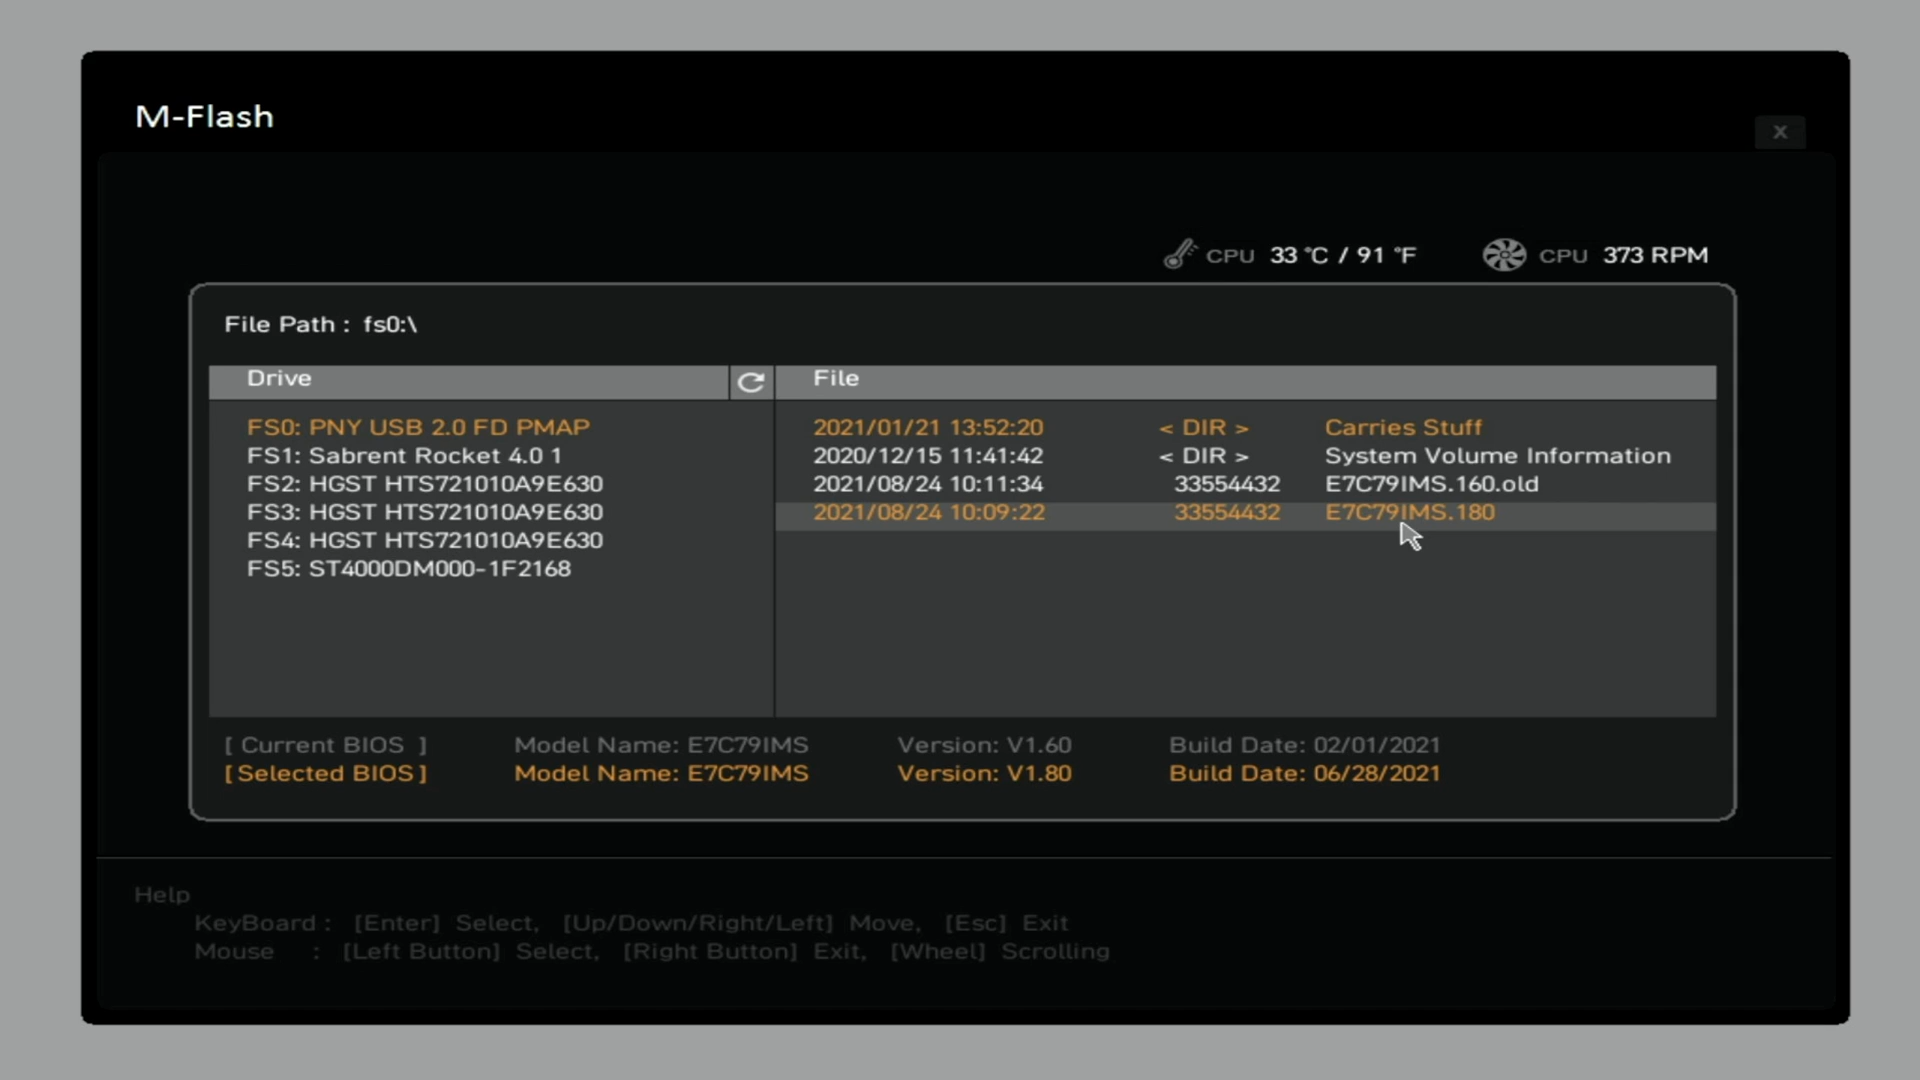 M-Flash
X
CPU 33 °C / 91 °F CPU 373 RPM
File Path : fs0:\
Drive File
FS0: PNY USB 2.0 FD PMAP
FS1: Sabrent Rocket 4.0 1
FS2: HGST HTS721010A9E630
FS3: HGST HTS721010A9E630
FS4: HGST HTS721010A9E630
FS5: ST4000DM000-1F2168
2021/01/21 13:52:20 < DIR > Carries Stuff
2020/12/15 11:41:42 < DIR > System Volume Information
2021/08/24 10:11:34 33554432 E7C79IMS.160.old
2021/08/24 10:09:22 33554432 E7C79IMS.180
[ Current BIOS ] Model Name: E7C79IMS Version: V1.60 Build Date: 02/01/2021
[ Selected BIOS ] Model Name: E7C79IMS Version: V1.80 Build Date: 06/28/2021
Help
KeyBoard : [Enter] Select, [Up/Down/Right/Left] Move, [Esc] Exit
Mouse : [Left Button] Select, [Right Button] Exit, [Wheel] Scrolling